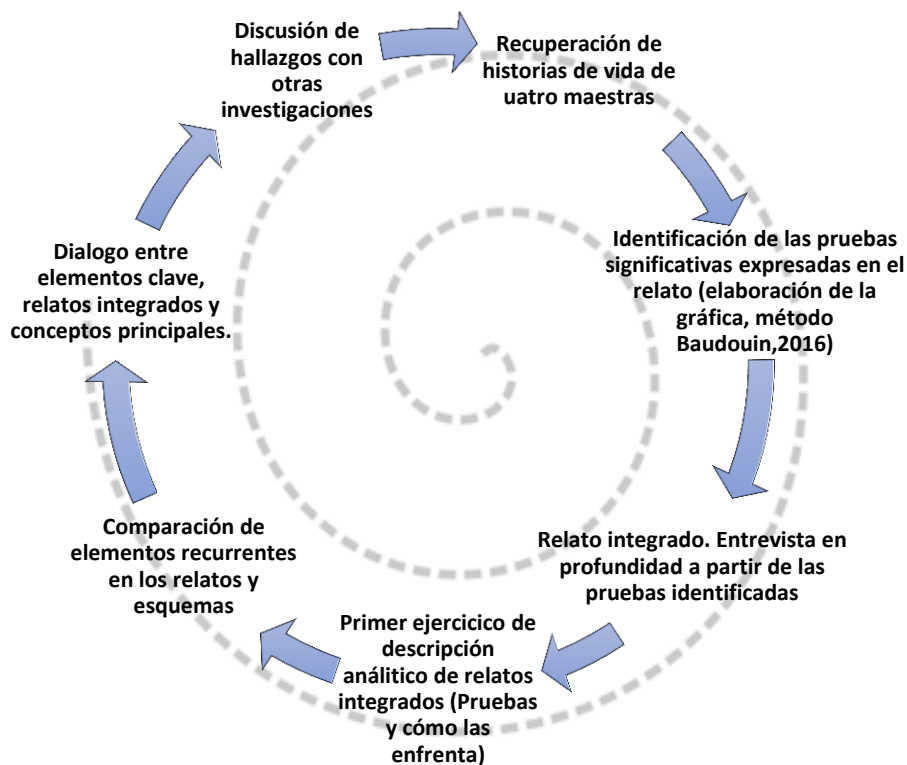 Discusión de
hallazgos con
otras
investigaciones
Recuperación de
historias de vida de
uatro maestras
Identificación de las pruebas
significativas expresadas en el
relato (elaboración de la
gráfica, método
Baudouin,2016)
Relato integrado. Entrevista en
profundidad a partir de las
pruebas identificadas
Primer ejercicico de
descripción
análitico de relatos
integrados (Pruebas
y cómo las
enfrenta)
Comparación de
elementos recurrentes
en los relatos y
esquemas
Dialogo entre
elementos clave,
relatos integrados y
conceptos principales.